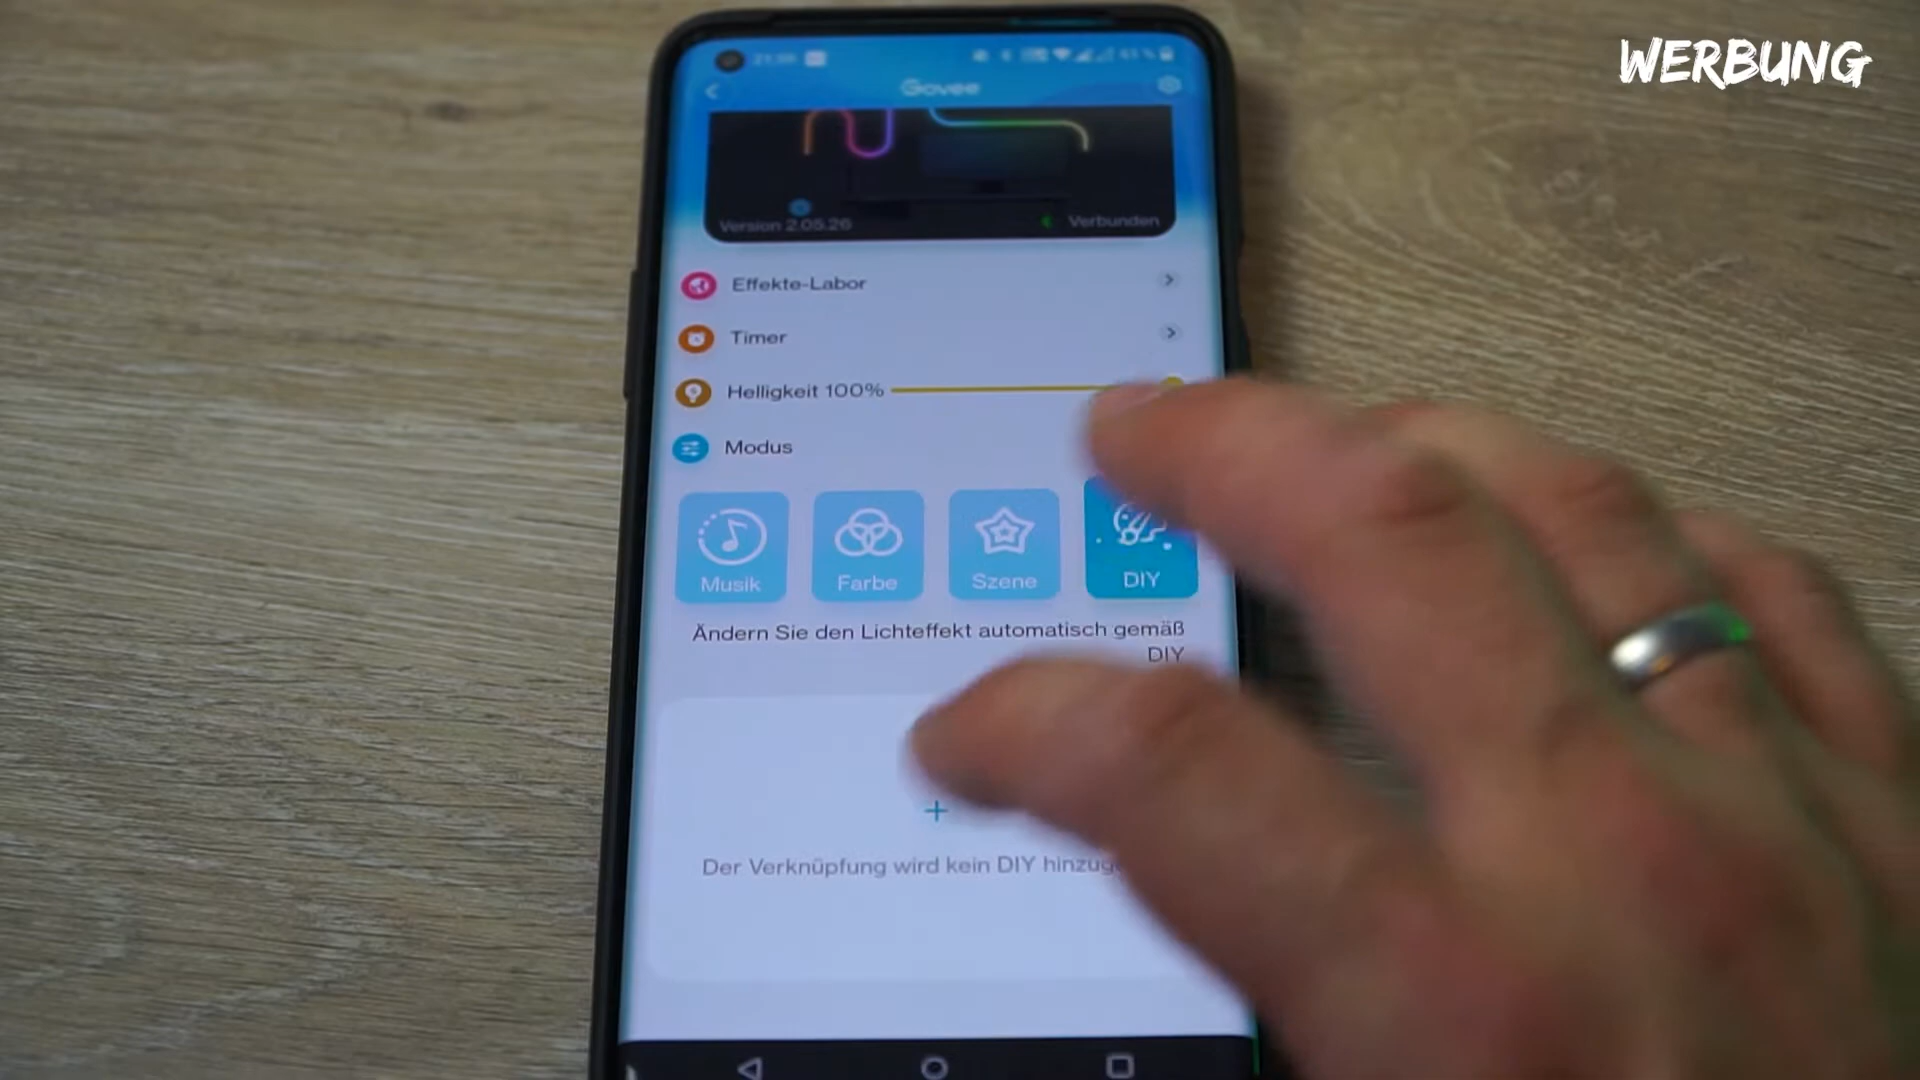 WERBUNG
Govee
Version 2.05.26
Verbunden
Effekte-Labor
Timer
Helligkeit 100%
Modus
Musik
Farbe
Szene
DIY
Ändern Sie den Lichteffekt automatisch gemäß
DIY
+
Der Verknüpfung wird kein DIY